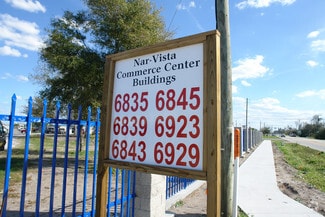 Nar-Vista
Commerce Center
Buildings
6835 6845
6839 6923
6843 6929